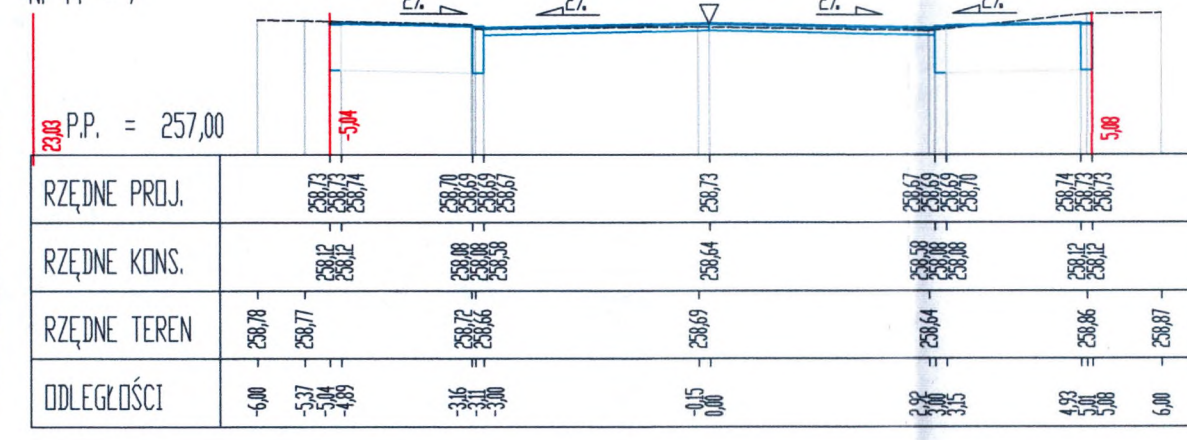 2% 2% 2% 2%
23,03 P.P. = 257,00 -5,04 5,08
RZĘDNE PROJ. 258,73 258,73 258,74 258,70 258,69 258,69 258,67 258,73 258,67 258,69 258,69 258,70 258,74 258,73 258,73
RZĘDNE KONS. 258,12 258,12 258,08 258,08 258,58 258,64 258,58 258,08 258,08 258,12 258,12
RZĘDNE TEREN 258,78 258,77 258,72 258,66 258,69 258,64 258,86 258,87
ODLEGŁOŚCI -6,00 -5,37 -5,04 -4,89 -3,16 -3,11 -3,00 -0,15 0,00 3,00 3,15 4,93 5,01 5,08 6,00